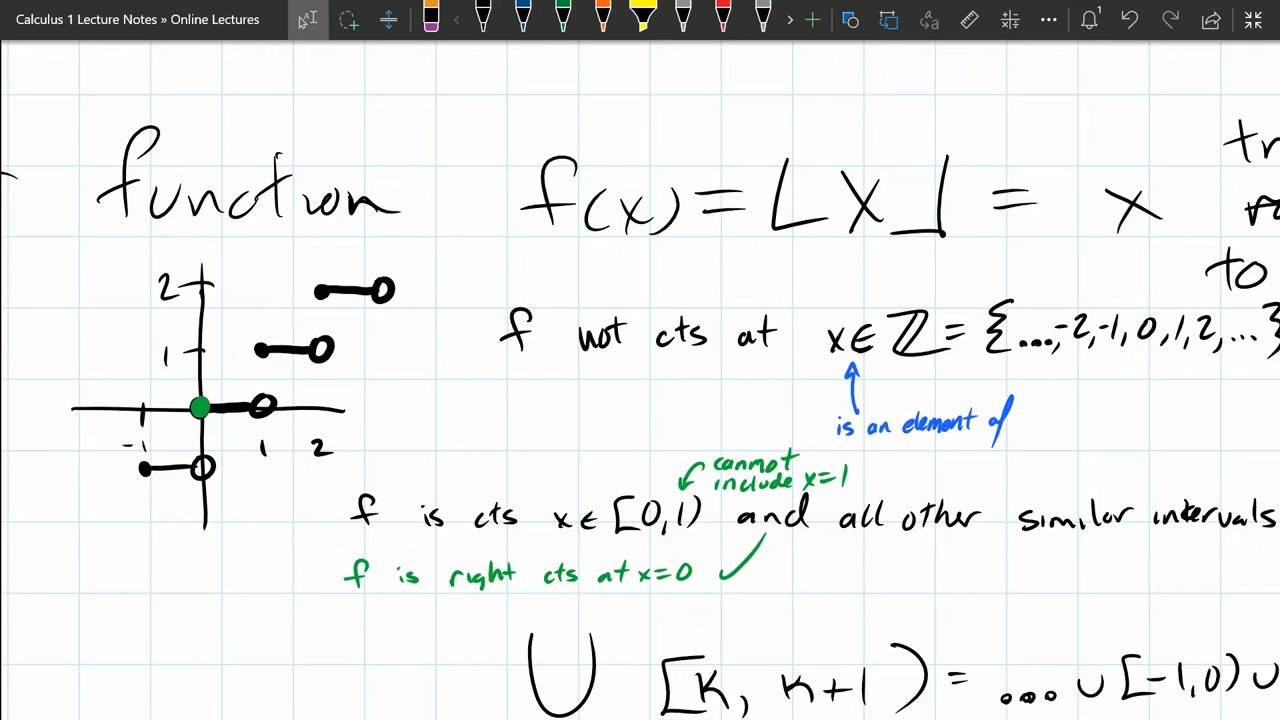 Calculus 1 Lecture Notes » Online Lectures
function f(x) = ⌊x⌋ = x
to
2
1
-1 1 2
f not cts at x ∈ ℤ = {...,-2,-1,0,1,2,...}
is an element of
cannot
include x=1
f is cts x ∈ [0,1) and all other similar intervals
f is right cts at x=0 ✓
∪ [k, k+1) = ... ∪ [-1,0) ∪